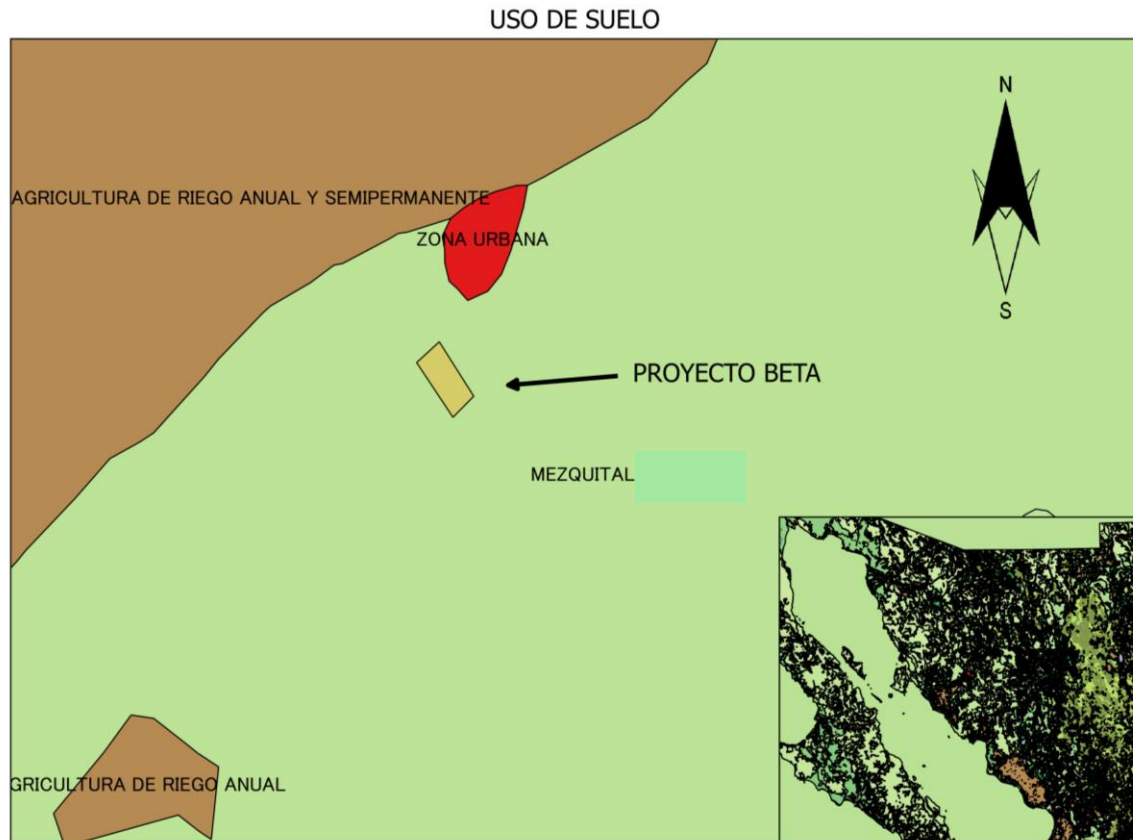 USO DE SUELO
N
AGRICULTURA DE RIEGO ANUAL Y SEMIPERMANENTE
ZONA URBANA
S
PROYECTO BETA
MEZQUITAL
GRICULTURA DE RIEGO ANUAL